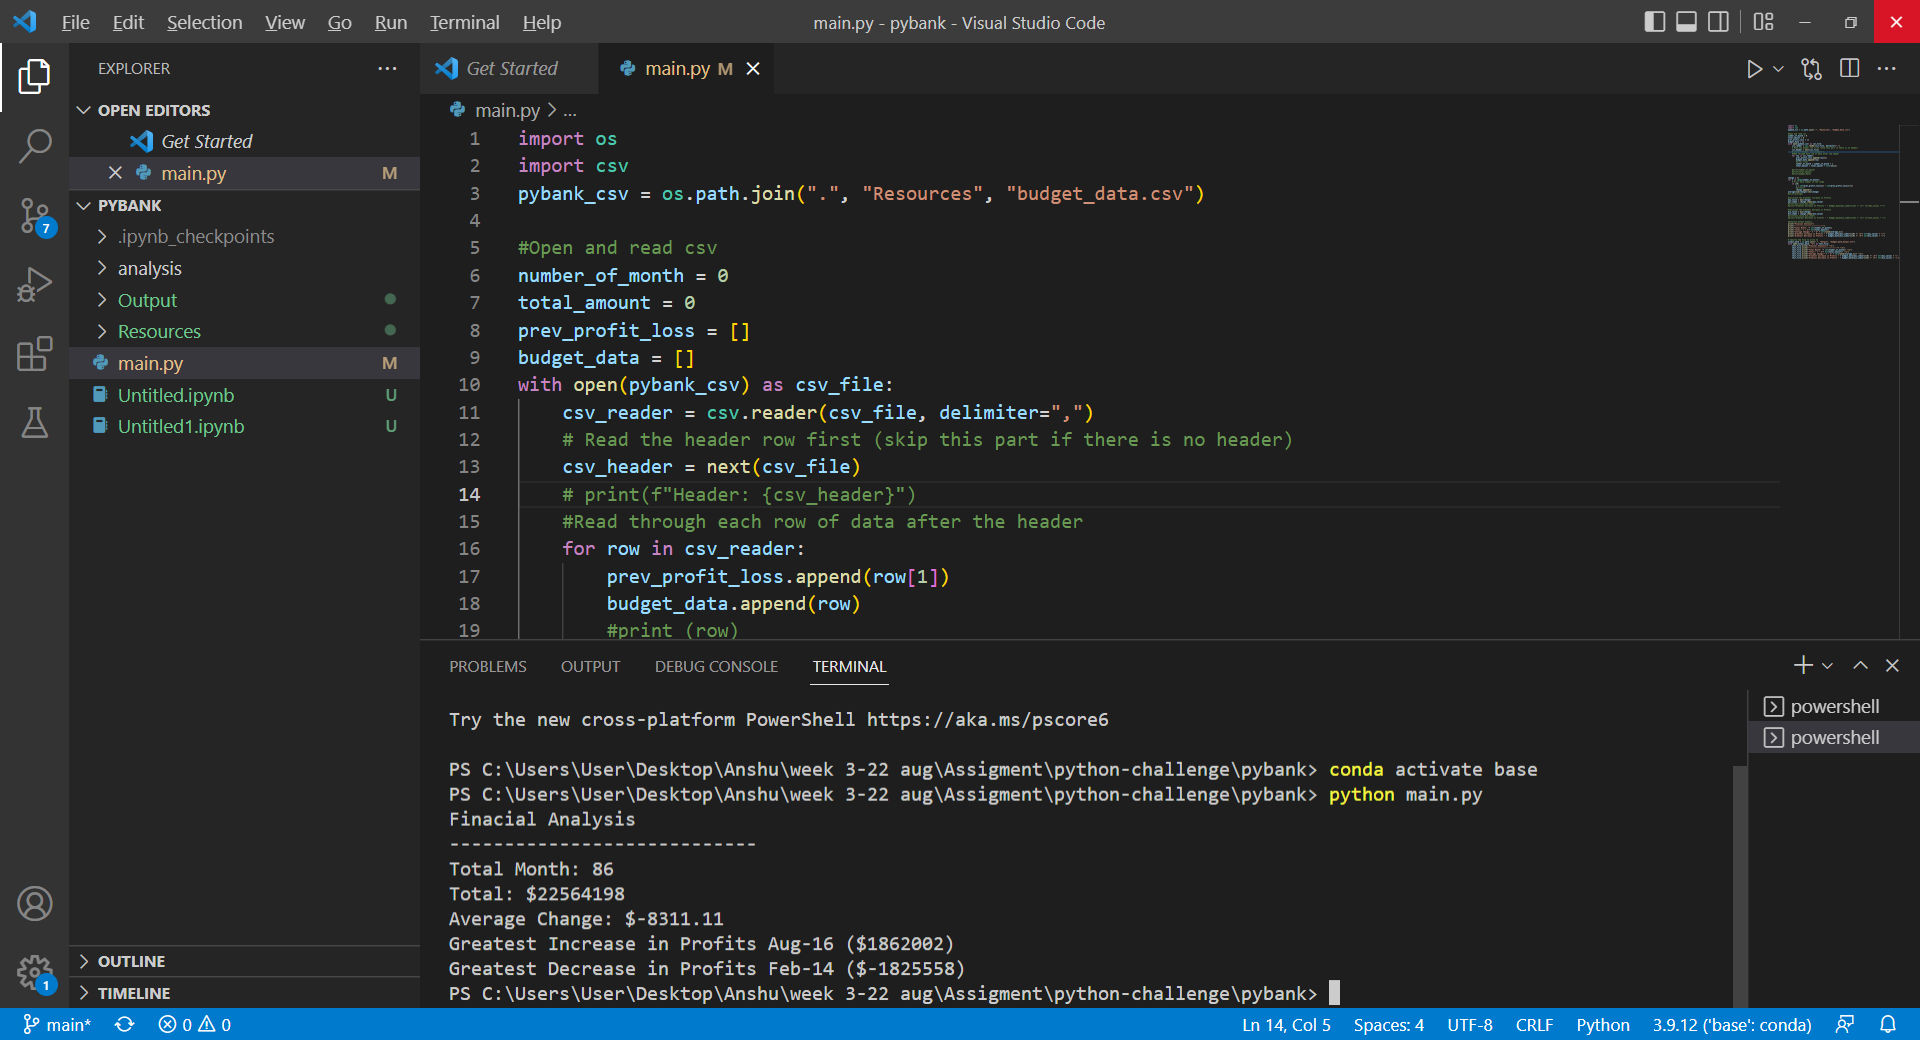 File Edit Selection View Go Run Terminal Help main.py - pybank - Visual Studio Code
EXPLORER
OPEN EDITORS
Get Started
main.py M
PYBANK
.ipynb_checkpoints
analysis
Output
Resources
main.py M
Untitled.ipynb U
Untitled1.ipynb U
OUTLINE
TIMELINE
7
1
Get Started main.py M
main.py > ...
1 import os
2 import csv
3 pybank_csv = os.path.join(".", "Resources", "budget_data.csv")
4
5 #Open and read csv
6 number_of_month = 0
7 total_amount = 0
8 prev_profit_loss = []
9 budget_data = []
10 with open(pybank_csv) as csv_file:
11 csv_reader = csv.reader(csv_file, delimiter=",")
12 # Read the header row first (skip this part if there is no header)
13 csv_header = next(csv_file)
14 # print(f"Header: {csv_header}")
15 #Read through each row of data after the header
16 for row in csv_reader:
17 prev_profit_loss.append(row[1])
18 budget_data.append(row)
19 #print (row)
PROBLEMS OUTPUT DEBUG CONSOLE TERMINAL
powershell
powershell
Try the new cross-platform PowerShell https://aka.ms/pscore6
PS C:\Users\User\Desktop\Anshu\week 3-22 aug\Assigment\python-challenge\pybank> conda activate base
PS C:\Users\User\Desktop\Anshu\week 3-22 aug\Assigment\python-challenge\pybank> python main.py
Finacial Analysis
----------------------------
Total Month: 86
Total: $22564198
Average Change: $-8311.11
Greatest Increase in Profits Aug-16 ($1862002)
Greatest Decrease in Profits Feb-14 ($-1825558)
PS C:\Users\User\Desktop\Anshu\week 3-22 aug\Assigment\python-challenge\pybank>
main* 0 0 Ln 14, Col 5 Spaces: 4 UTF-8 CRLF Python 3.9.12 ('base': conda)